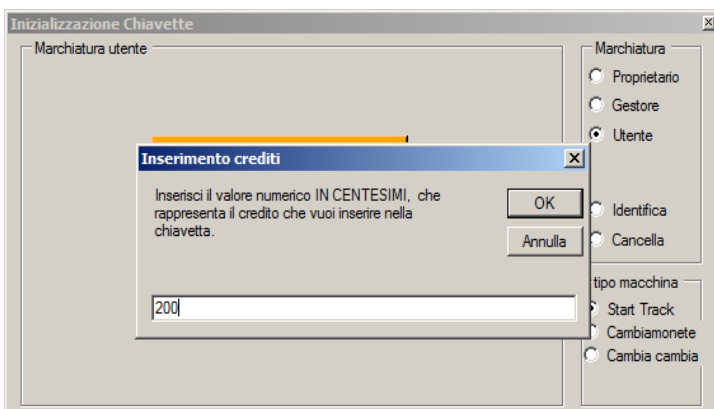 Inizializzazione Chiavette
Marchiatura utente
Marchiatura
Proprietario
Gestore
Utente
Inserimento crediti
Inserisci il valore numerico IN CENTESIMI, che
rappresenta il credito che vuoi inserire nella
chiavetta.
OK
Annulla
200
Identifica
Cancella
tipo macchina
Start Track
Cambiamonete
Cambia cambia